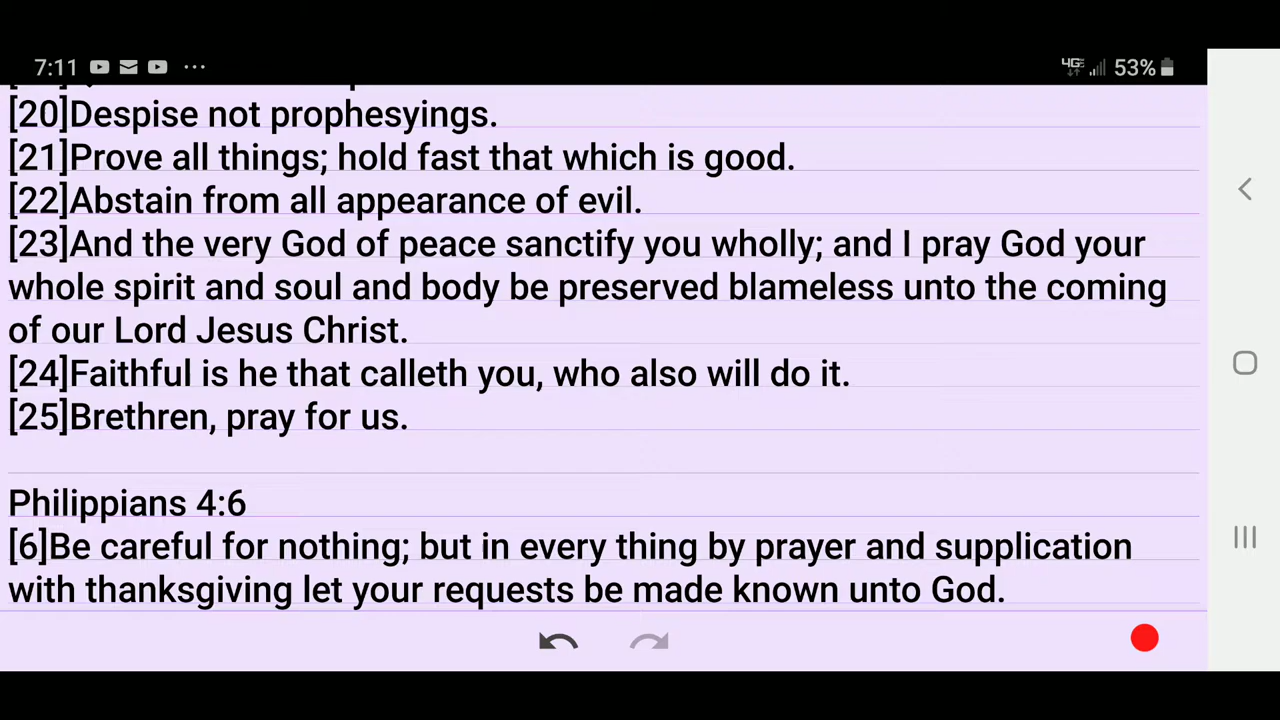 7:11
4G 53%
[20]Despise not prophesyings.
[21]Prove all things; hold fast that which is good.
[22]Abstain from all appearance of evil.
[23]And the very God of peace sanctify you wholly; and I pray God your
whole spirit and soul and body be preserved blameless unto the coming
of our Lord Jesus Christ.
[24]Faithful is he that calleth you, who also will do it.
[25]Brethren, pray for us.
Philippians 4:6
[6]Be careful for nothing; but in every thing by prayer and supplication
with thanksgiving let your requests be made known unto God.